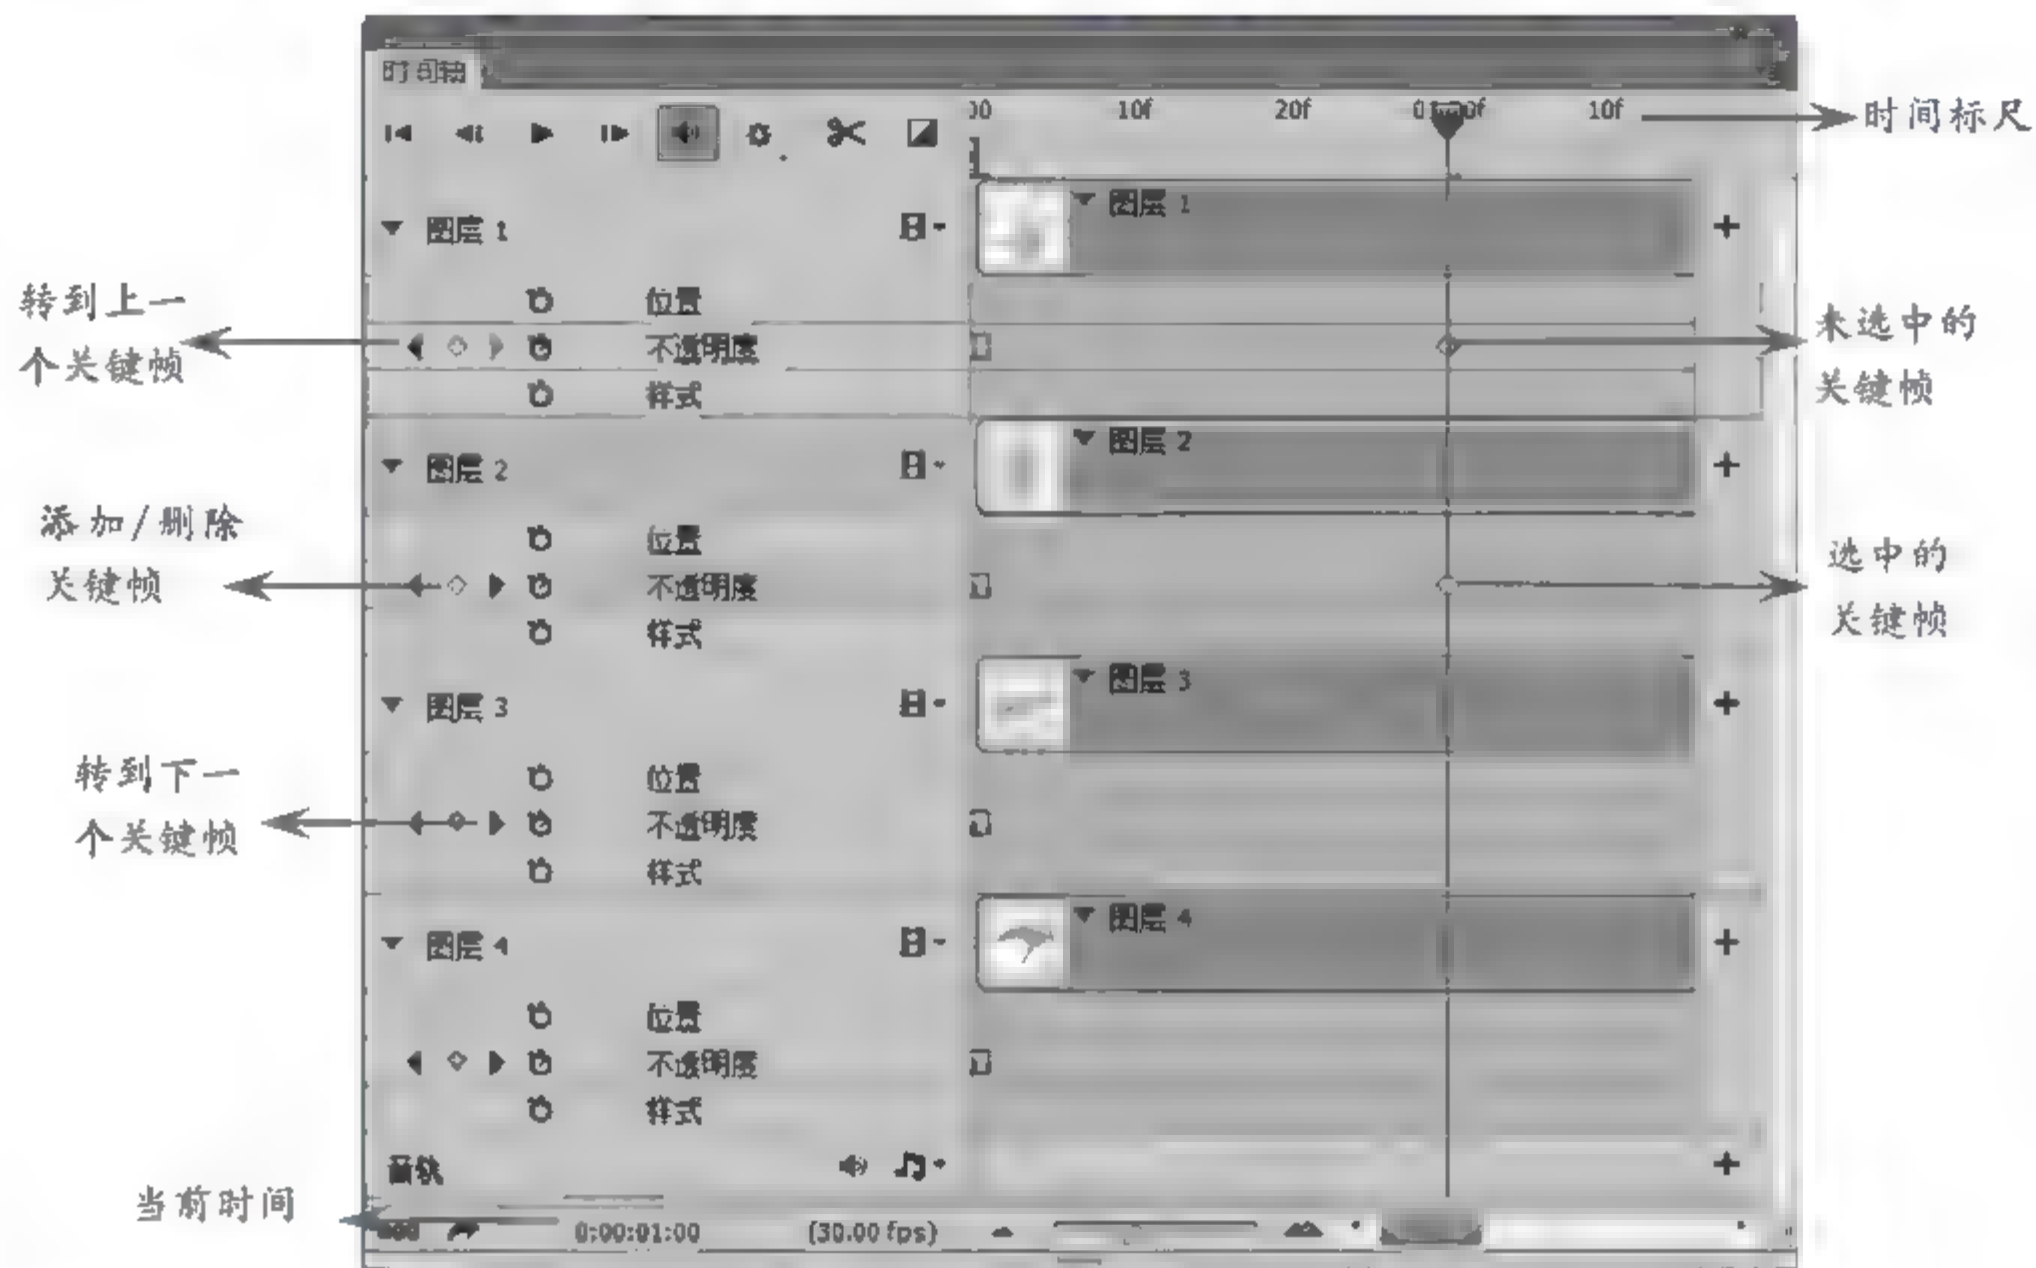 时间轴
00 10f 20f 01:00f 10f
时间标尺
图层 1
图层 1
转到上一
个关键帧
位置
不透明度
样式
未选中的
关键帧
图层 2
图层 2
添加/删除
关键帧
位置
不透明度
样式
选中的
关键帧
图层 3
图层 3
转到下一
个关键帧
位置
不透明度
样式
图层 4
图层 4
位置
不透明度
样式
音轨
当前时间
0:00:01:00
(30.00 fps)